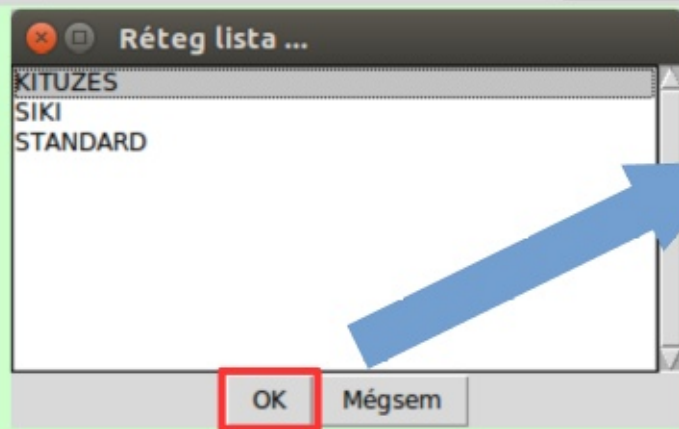 Réteg lista ...
KITUZES
SIKI
STANDARD
OK Mégsem